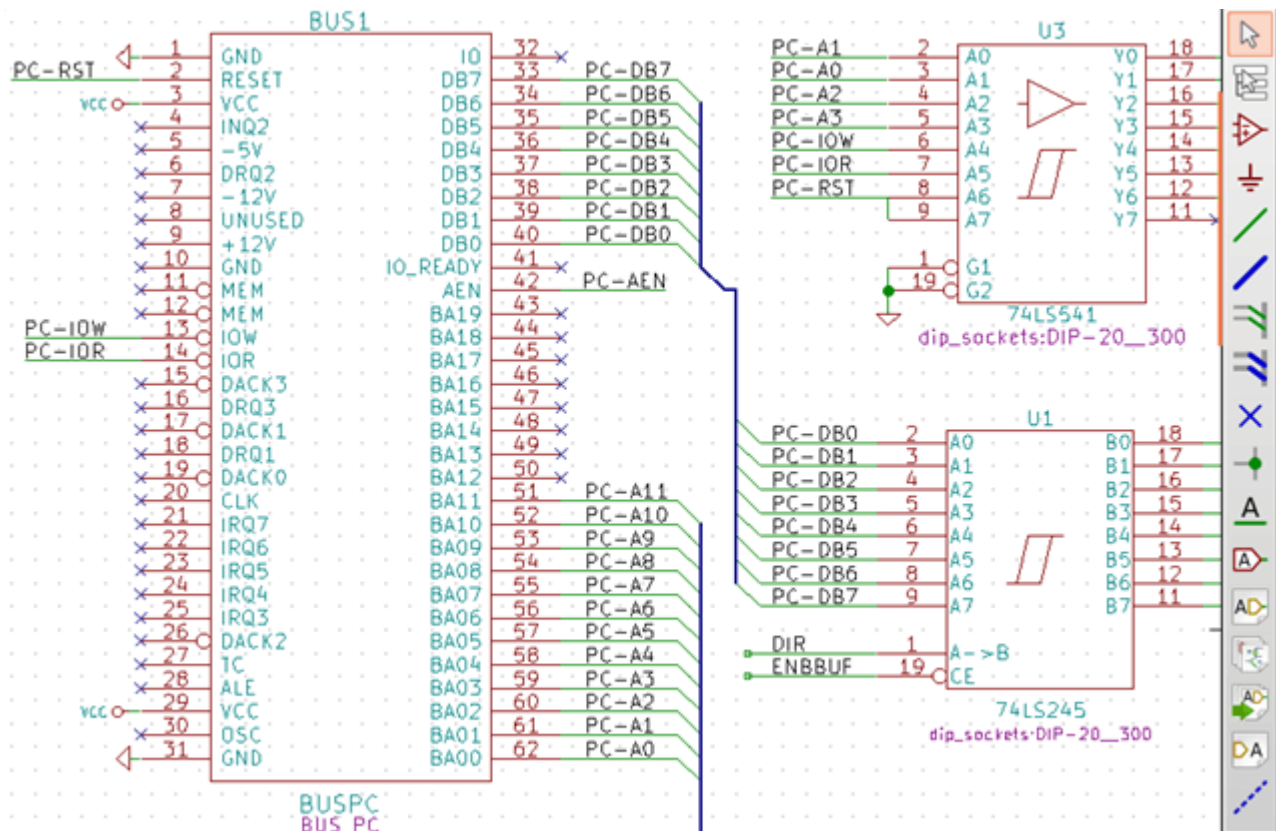 BUS1
1 GND IO 32
PC-RST 2 RESET DB7 33 PC-DB7
VCC 3 VCC DB6 34 PC-DB6
4 INQ2 DB5 35 PC-DB5
5 -5V DB4 36 PC-DB4
6 DRQ2 DB3 37 PC-DB3
7 -12V DB2 38 PC-DB2
8 UNUSED DB1 39 PC-DB1
9 +12V DB0 40 PC-DB0
10 GND IO_READY 41
11 MEM AEN 42 PC-AEN
12 MEM BA19 43
PC-IOW 13 IOW BA18 44
PC-IOR 14 IOR BA17 45
15 DACK3 BA16 46
16 DRQ3 BA15 47
17 DACK1 BA14 48
18 DRQ1 BA13 49
19 DACK0 BA12 50
20 CLK BA11 51 PC-A11
21 IRQ7 BA10 52 PC-A10
22 IRQ6 BA09 53 PC-A9
23 IRQ5 BA08 54 PC-A8
24 IRQ4 BA07 55 PC-A7
25 IRQ3 BA06 56 PC-A6
26 DACK2 BA05 57 PC-A5
27 TC BA04 58 PC-A4
28 ALE BA03 59 PC-A3
VCC 29 VCC BA02 60 PC-A2
30 OSC BA01 61 PC-A1
31 GND BA00 62 PC-A0
BUSPC
BUS_PC
U3
PC-A1 2 A0 Y0 18
PC-A0 3 A1 Y1 17
PC-A2 4 A2 Y2 16
PC-A3 5 A3 Y3 15
PC-IOW 6 A4 Y4 14
PC-IOR 7 A5 Y5 13
PC-RST 8 A6 Y6 12
9 A7 Y7 11
1 G1
19 G2
74LS541
dip_sockets:DIP-20__300
U1
PC-DB0 2 A0 B0 18
PC-DB1 3 A1 B1 17
PC-DB2 4 A2 B2 16
PC-DB3 5 A3 B3 15
PC-DB4 6 A4 B4 14
PC-DB5 7 A5 B5 13
PC-DB6 8 A6 B6 12
PC-DB7 9 A7 B7 11
DIR 1 A->B
ENBBUF 19 CE
74LS245
dip_sockets:DIP-20__300
A
A
AD
AD
DA